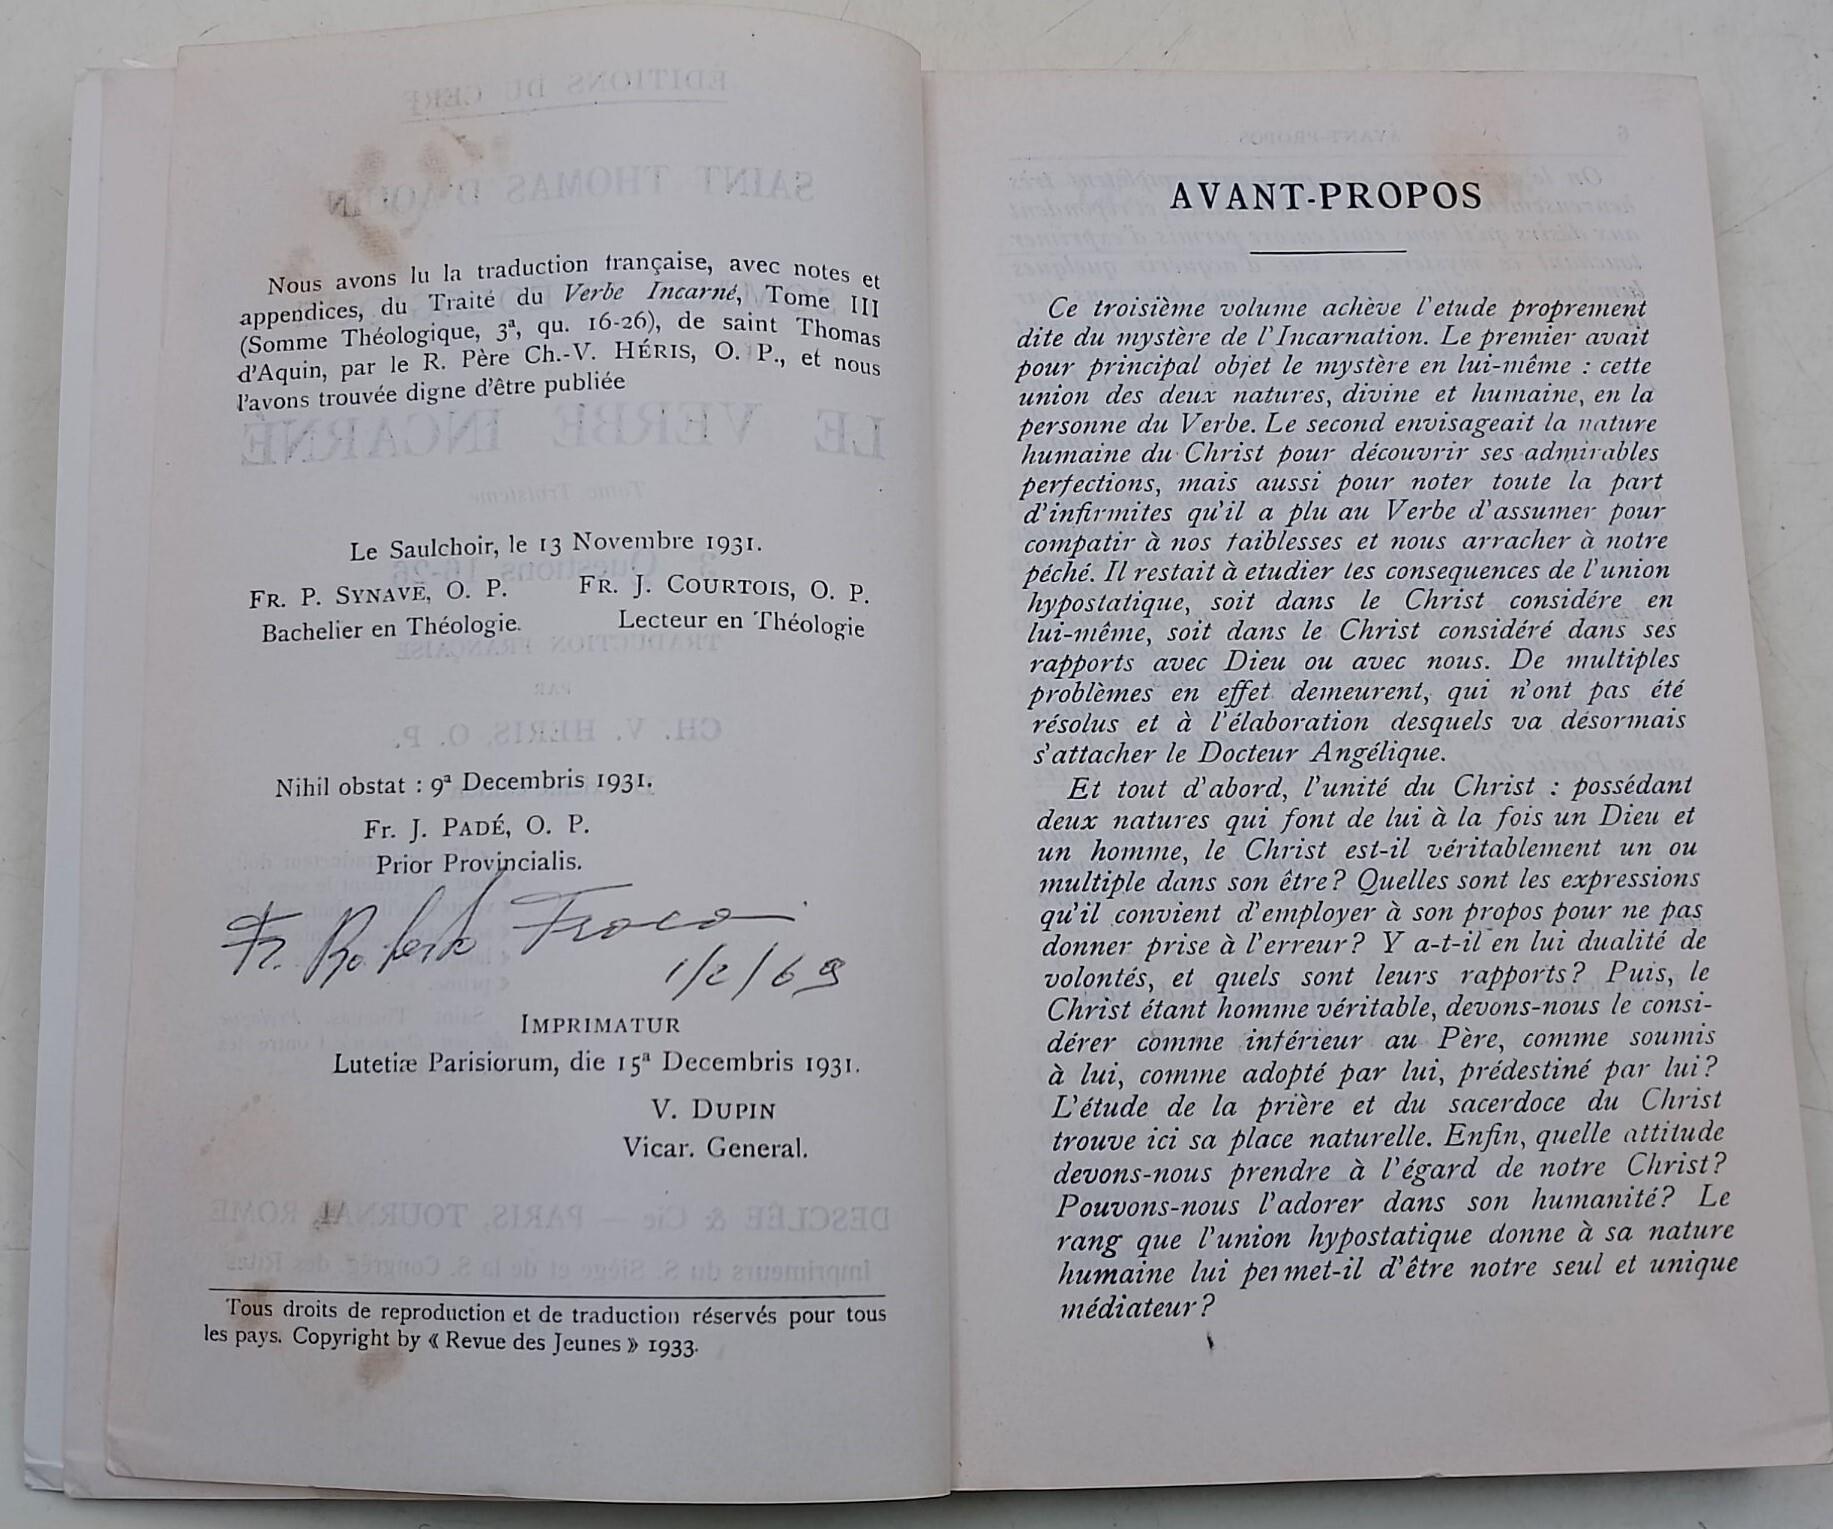 Nous avons lu la traduction française, avec notes et
appendices, du Traité du Verbe Incarné, Tome III
(Somme Théologique, 3ª, qu. 16-26), de saint Thomas
d'Aquin, par le R. Père Ch.-V. HÉRIS, O. P., et nous
l'avons trouvée digne d'être publiée
Le Saulchoir, le 13 Novembre 1931.
FR. P. SYNAVE, O. P. FR. J. COURTOIS, O. P.
Bachelier en Théologie. Lecteur en Théologie
Nihil obstat : 9ª Decembris 1931.
Fr. J. PADÉ, O. P.
Prior Provincialis.
Fr. Roberto
1/2/69
IMPRIMATUR
Lutetiæ Parisiorum, die 15ª Decembris 1931.
V. DUPIN
Vicar. General.
Tous droits de reproduction et de traduction réservés pour tous
les pays. Copyright by « Revue des Jeunes » 1933.
AVANT-PROPOS
Ce troisième volume achève l'etude proprement
dite du mystère de l'Incarnation. Le premier avait
pour principal objet le mystère en lui-même : cette
union des deux natures, divine et humaine, en la
personne du Verbe. Le second envisageait la nature
humaine du Christ pour découvrir ses admirables
perfections, mais aussi pour noter toute la part
d'infirmites qu'il a plu au Verbe d'assumer pour
compatir à nos faiblesses et nous arracher à notre
péché. Il restait à etudier les consequences de l'union
hypostatique, soit dans le Christ considére en
lui-même, soit dans le Christ considéré dans ses
rapports avec Dieu ou avec nous. De multiples
problèmes en effet demeurent, qui n'ont pas été
résolus et à l'élaboration desquels va désormais
s'attacher le Docteur Angélique.
Et tout d'abord, l'unité du Christ : possédant
deux natures qui font de lui à la fois un Dieu et
un homme, le Christ est-il véritablement un ou
multiple dans son être? Quelles sont les expressions
qu'il convient d'employer à son propos pour ne pas
donner prise à l'erreur? Y a-t-il en lui dualité de
volontés, et quels sont leurs rapports? Puis, le
Christ étant homme véritable, devons-nous le consi-
dérer comme inférieur au Père, comme soumis
à lui, comme adopté par lui, prédestiné par lui?
L'étude de la prière et du sacerdoce du Christ
trouve ici sa place naturelle. Enfin, quelle attitude
devons-nous prendre à l'égard de notre Christ?
Pouvons-nous l'adorer dans son humanité? Le
rang que l'union hypostatique donne à sa nature
humaine lui permet-il d'être notre seul et unique
médiateur?